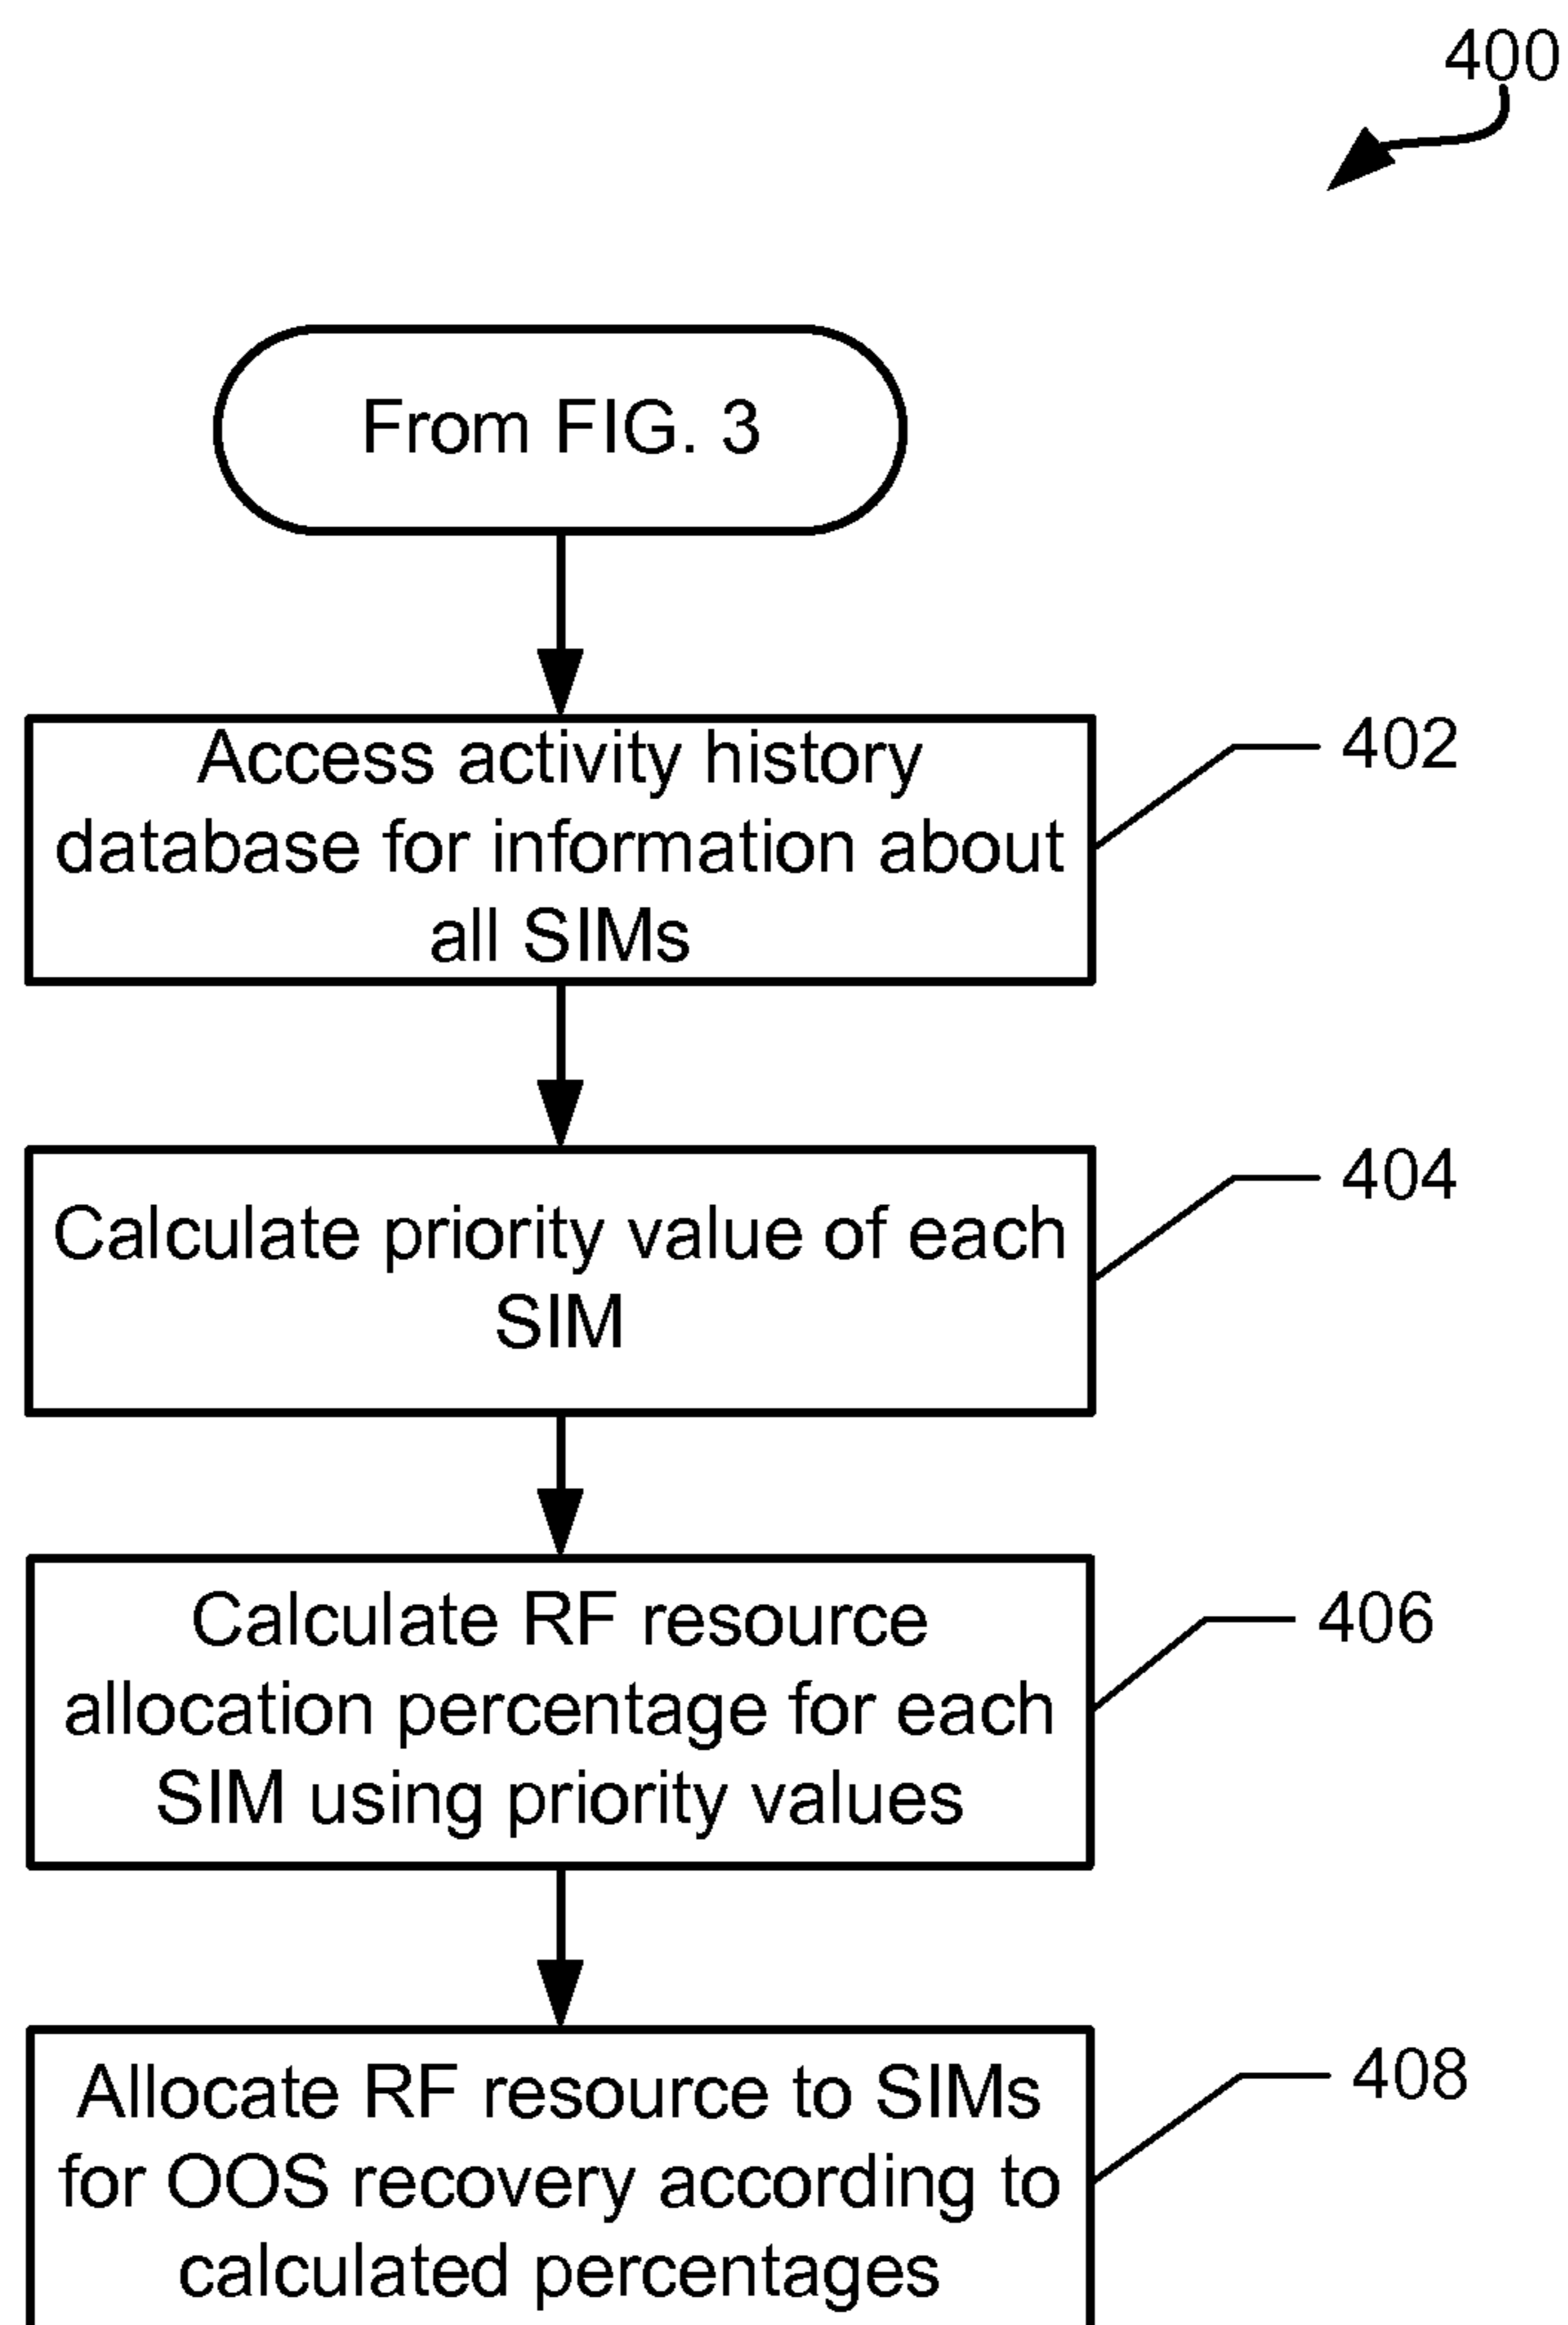 400
From FIG. 3
Access activity history
database for information about
all SIMs
402
Calculate priority value of each
SIM
404
Calculate RF resource
allocation percentage for each
SIM using priority values
406
Allocate RF resource to SIMs
for OOS recovery according to
calculated percentages
408